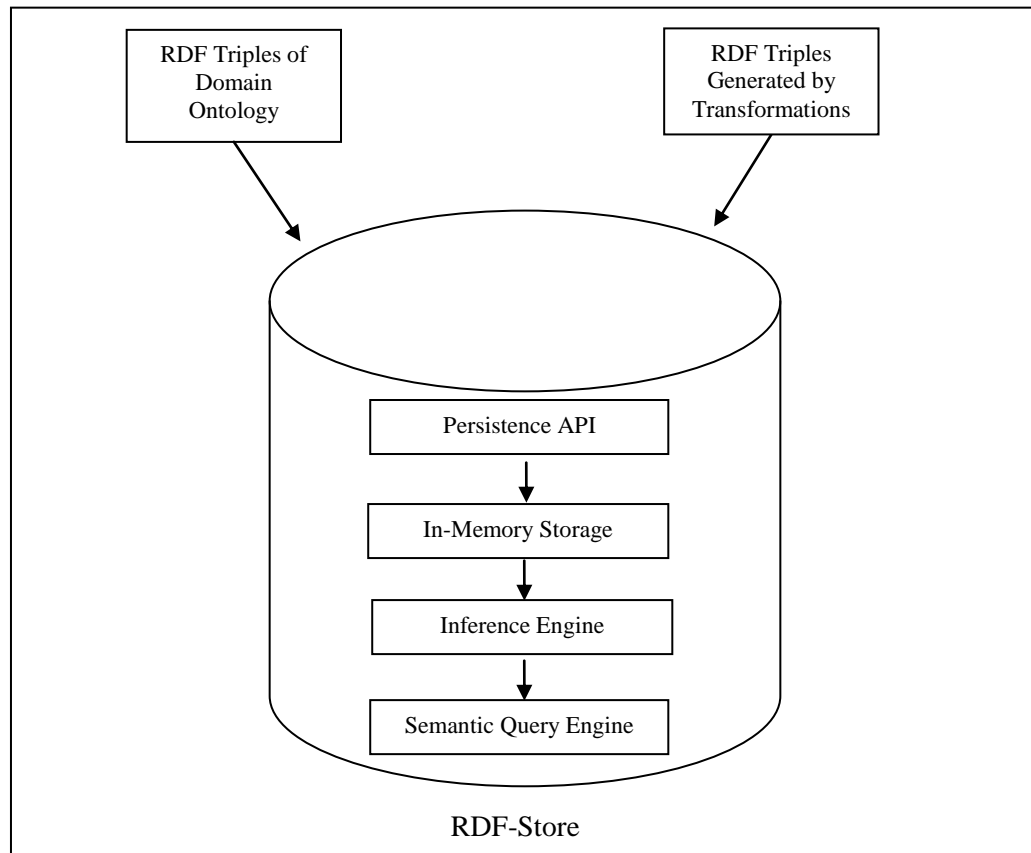 RDF Triples of
Domain
Ontology
RDF Triples
Generated by
Transformations
Persistence API
In-Memory Storage
Inference Engine
Semantic Query Engine
RDF-Store